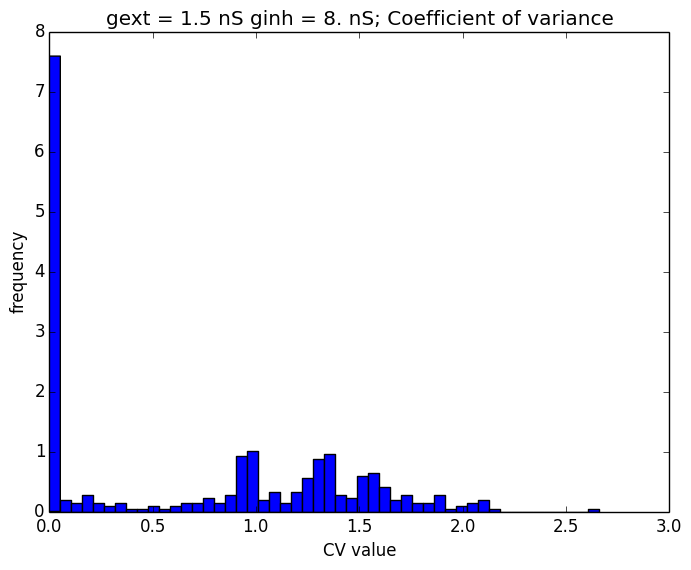 gext = 1.5 nS ginh = 8. nS; Coefficient of variance
8
7
6
5
4
3
2
1
0
frequency
0.0 0.5 1.0 1.5 2.0 2.5 3.0
CV value